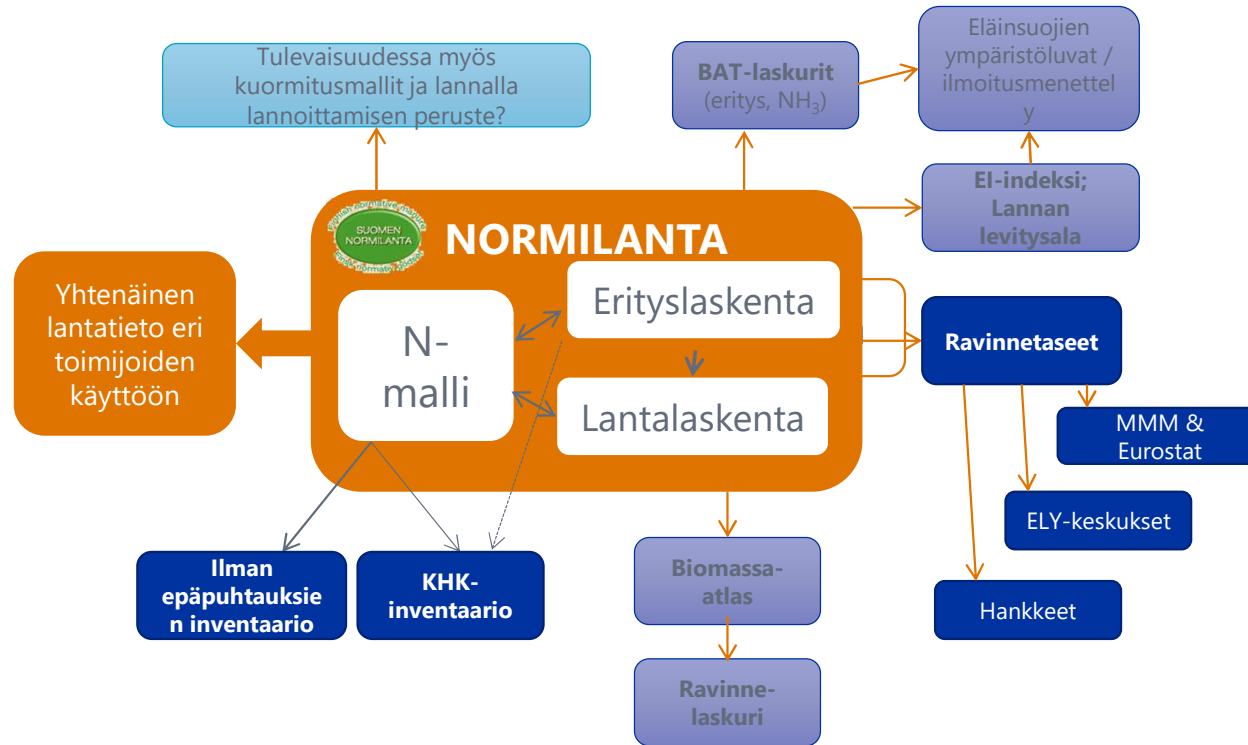 Tulevaisuudessa myös
kuormitusmallit ja lannalla
lannoittamisen peruste?
BAT-laskurit
(eritys, NH₃)
Eläinsuojien
ympäristöluvat /
ilmoitusmenettel
y
EI-indeksi;
Lannan
levitysala
SUOMEN
NORMILANTA
NORMILANTA
Yhtenäinen
lantatieto eri
toimijoiden
käyttöön
N-
malli
Erityslaskenta
Lantalaskenta
Ravinnetaseet
MMM &
Eurostat
ELY-keskukset
Hankkeet
Ilman
epäpuhtauksie
n inventaario
KHK-
inventaario
Biomassa-
atlas
Ravinne-
laskuri